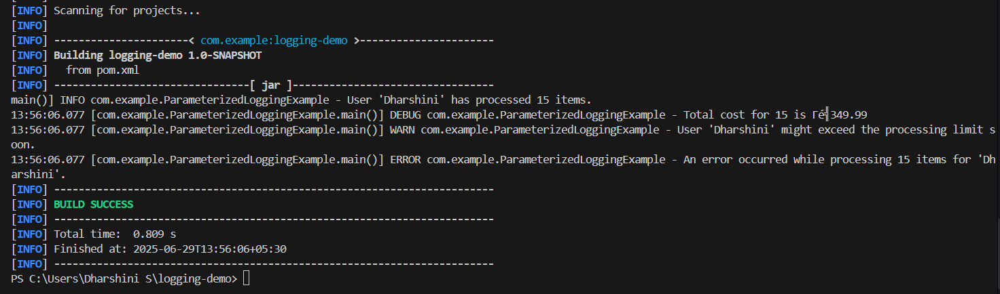 [INFO] Scanning for projects...
[INFO]
[INFO] ----------------------< com.example:logging-demo >----------------------
[INFO] Building logging-demo 1.0-SNAPSHOT
[INFO]   from pom.xml
[INFO] --------------------------------[ jar ]---------------------------------
main()] INFO com.example.ParameterizedLoggingExample - User 'Dharshini' has processed 15 items.
13:56:06.077 [com.example.ParameterizedLoggingExample.main()] DEBUG com.example.ParameterizedLoggingExample - Total cost for 15 is Γé╣349.99
13:56:06.077 [com.example.ParameterizedLoggingExample.main()] WARN com.example.ParameterizedLoggingExample - User 'Dharshini' might exceed the processing limit s
oon.
13:56:06.077 [com.example.ParameterizedLoggingExample.main()] ERROR com.example.ParameterizedLoggingExample - An error occurred while processing 15 items for 'Dh
arshini'.
[INFO] ------------------------------------------------------------------------
[INFO] BUILD SUCCESS
[INFO] ------------------------------------------------------------------------
[INFO] Total time:  0.809 s
[INFO] Finished at: 2025-06-29T13:56:06+05:30
[INFO] ------------------------------------------------------------------------
PS C:\Users\Dharshini S\logging-demo>